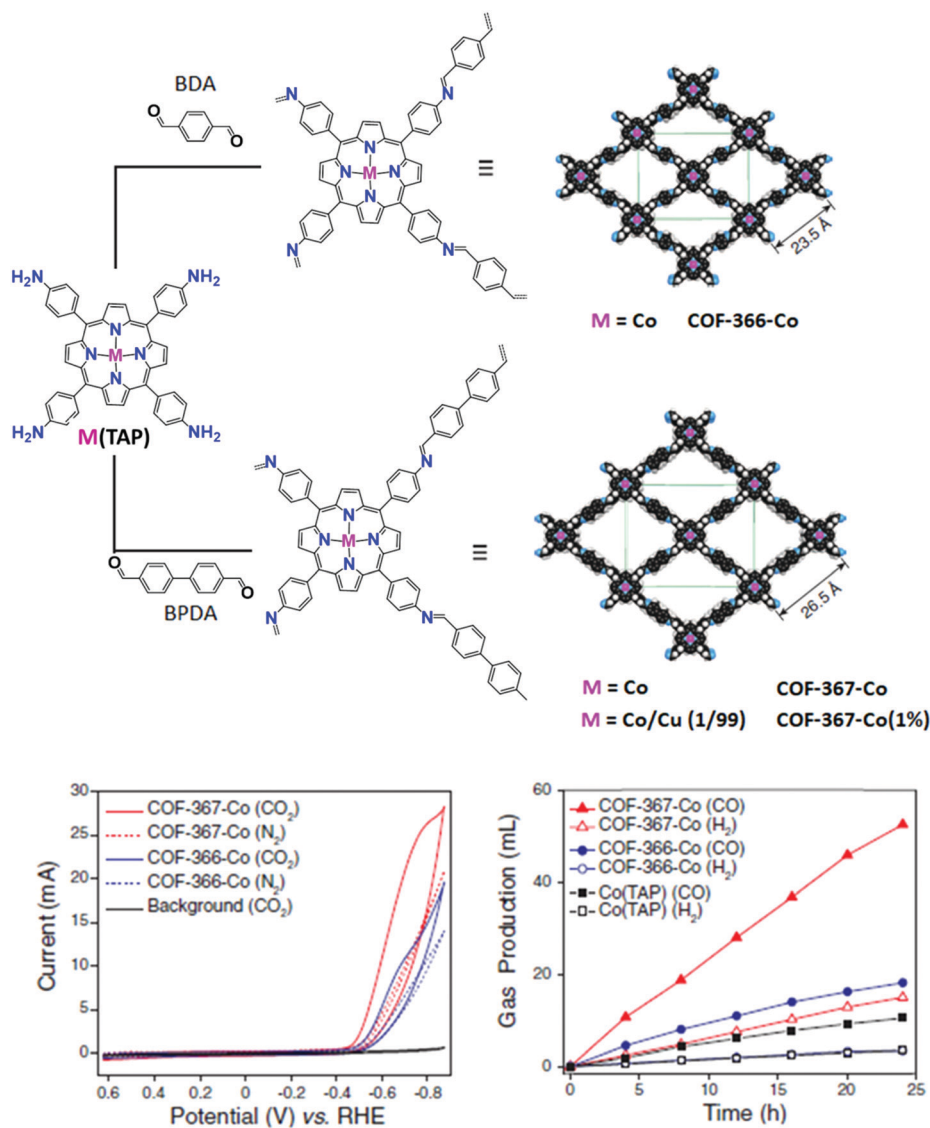 BDA
O
O
N
N
N
N
M
N
N
N
N
≡
23.5 Å
M = Co COF-366-Co
H₂N
NH₂
N
N
M
N
N
H₂N
NH₂
M(TAP)
O
O
BPDA
N
N
N
N
M
N
N
N
N
≡
26.5 Å
M = Co COF-367-Co
M = Co/Cu (1/99) COF-367-Co(1%)
30
25
20
15
10
5
0
Current (mA)
COF-367-Co (CO₂)
COF-367-Co (N₂)
COF-366-Co (CO₂)
COF-366-Co (N₂)
Background (CO₂)
0.6 0.4 0.2 0.0 -0.2 -0.4 -0.6 -0.8
Potential (V) vs. RHE
60
40
20
0
Gas Production (mL)
COF-367-Co (CO)
COF-367-Co (H₂)
COF-366-Co (CO)
COF-366-Co (H₂)
Co(TAP) (CO)
Co(TAP) (H₂)
0 5 10 15 20 25
Time (h)